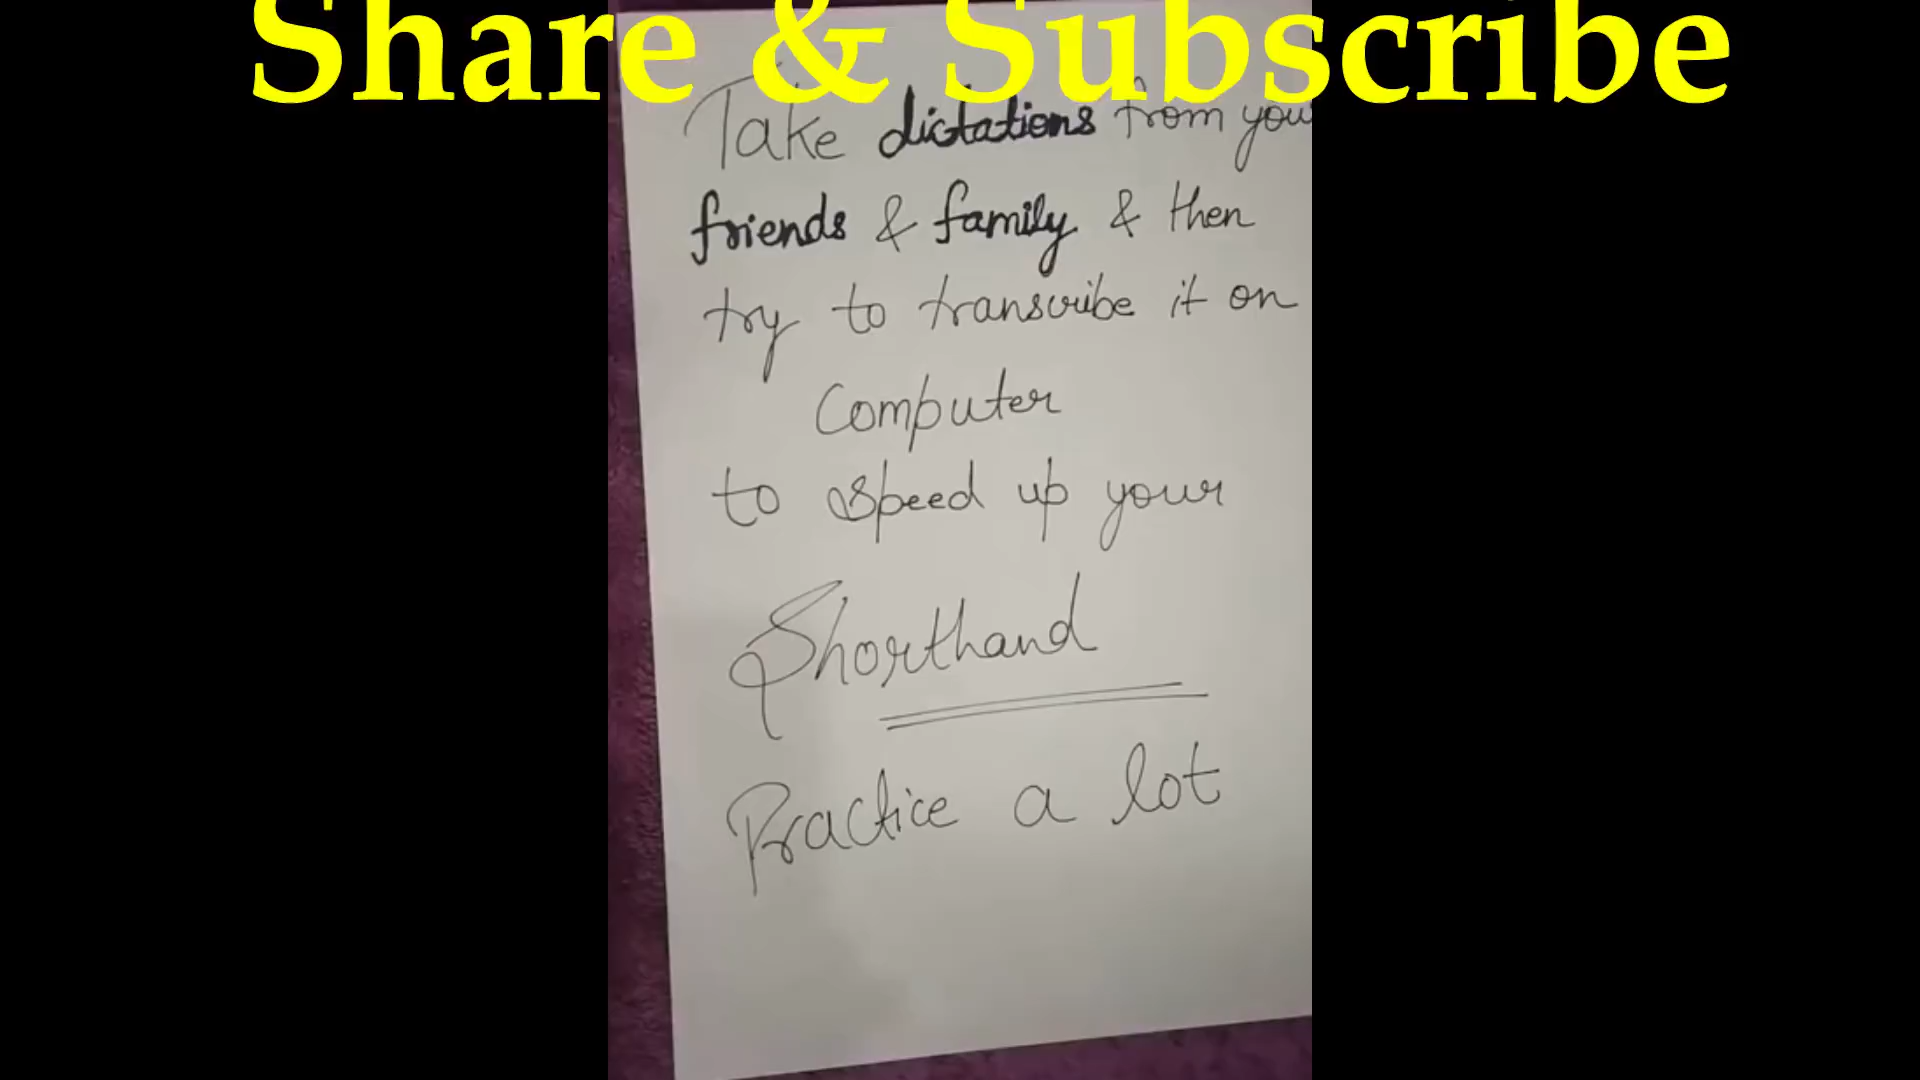 Share & Subscribe
Take dictations from you
friends & family & then
try to transcribe it on
Computer
to speed up your
Shorthand
Practice a lot